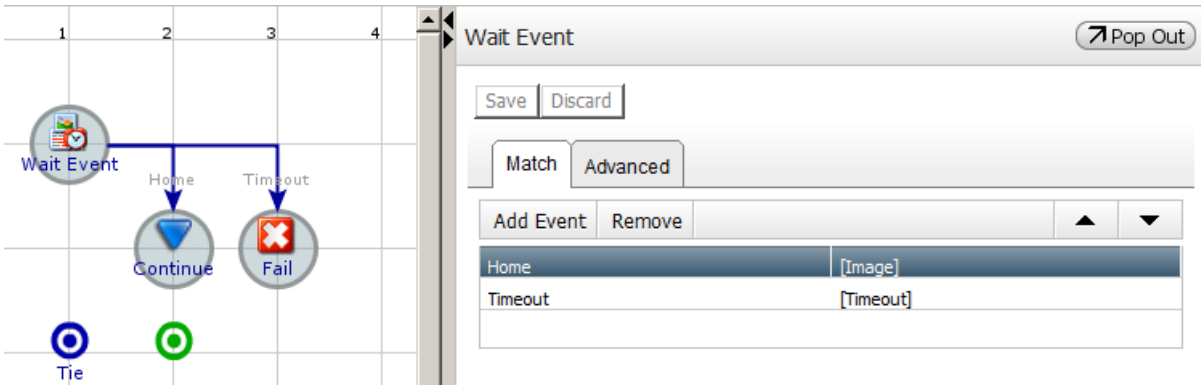 1 2 3 4
Wait Event
Home Timeout
Continue Fail
Tie
Wait Event
Pop Out
Save Discard
Match Advanced
Add Event Remove
Home [Image]
Timeout [Timeout]